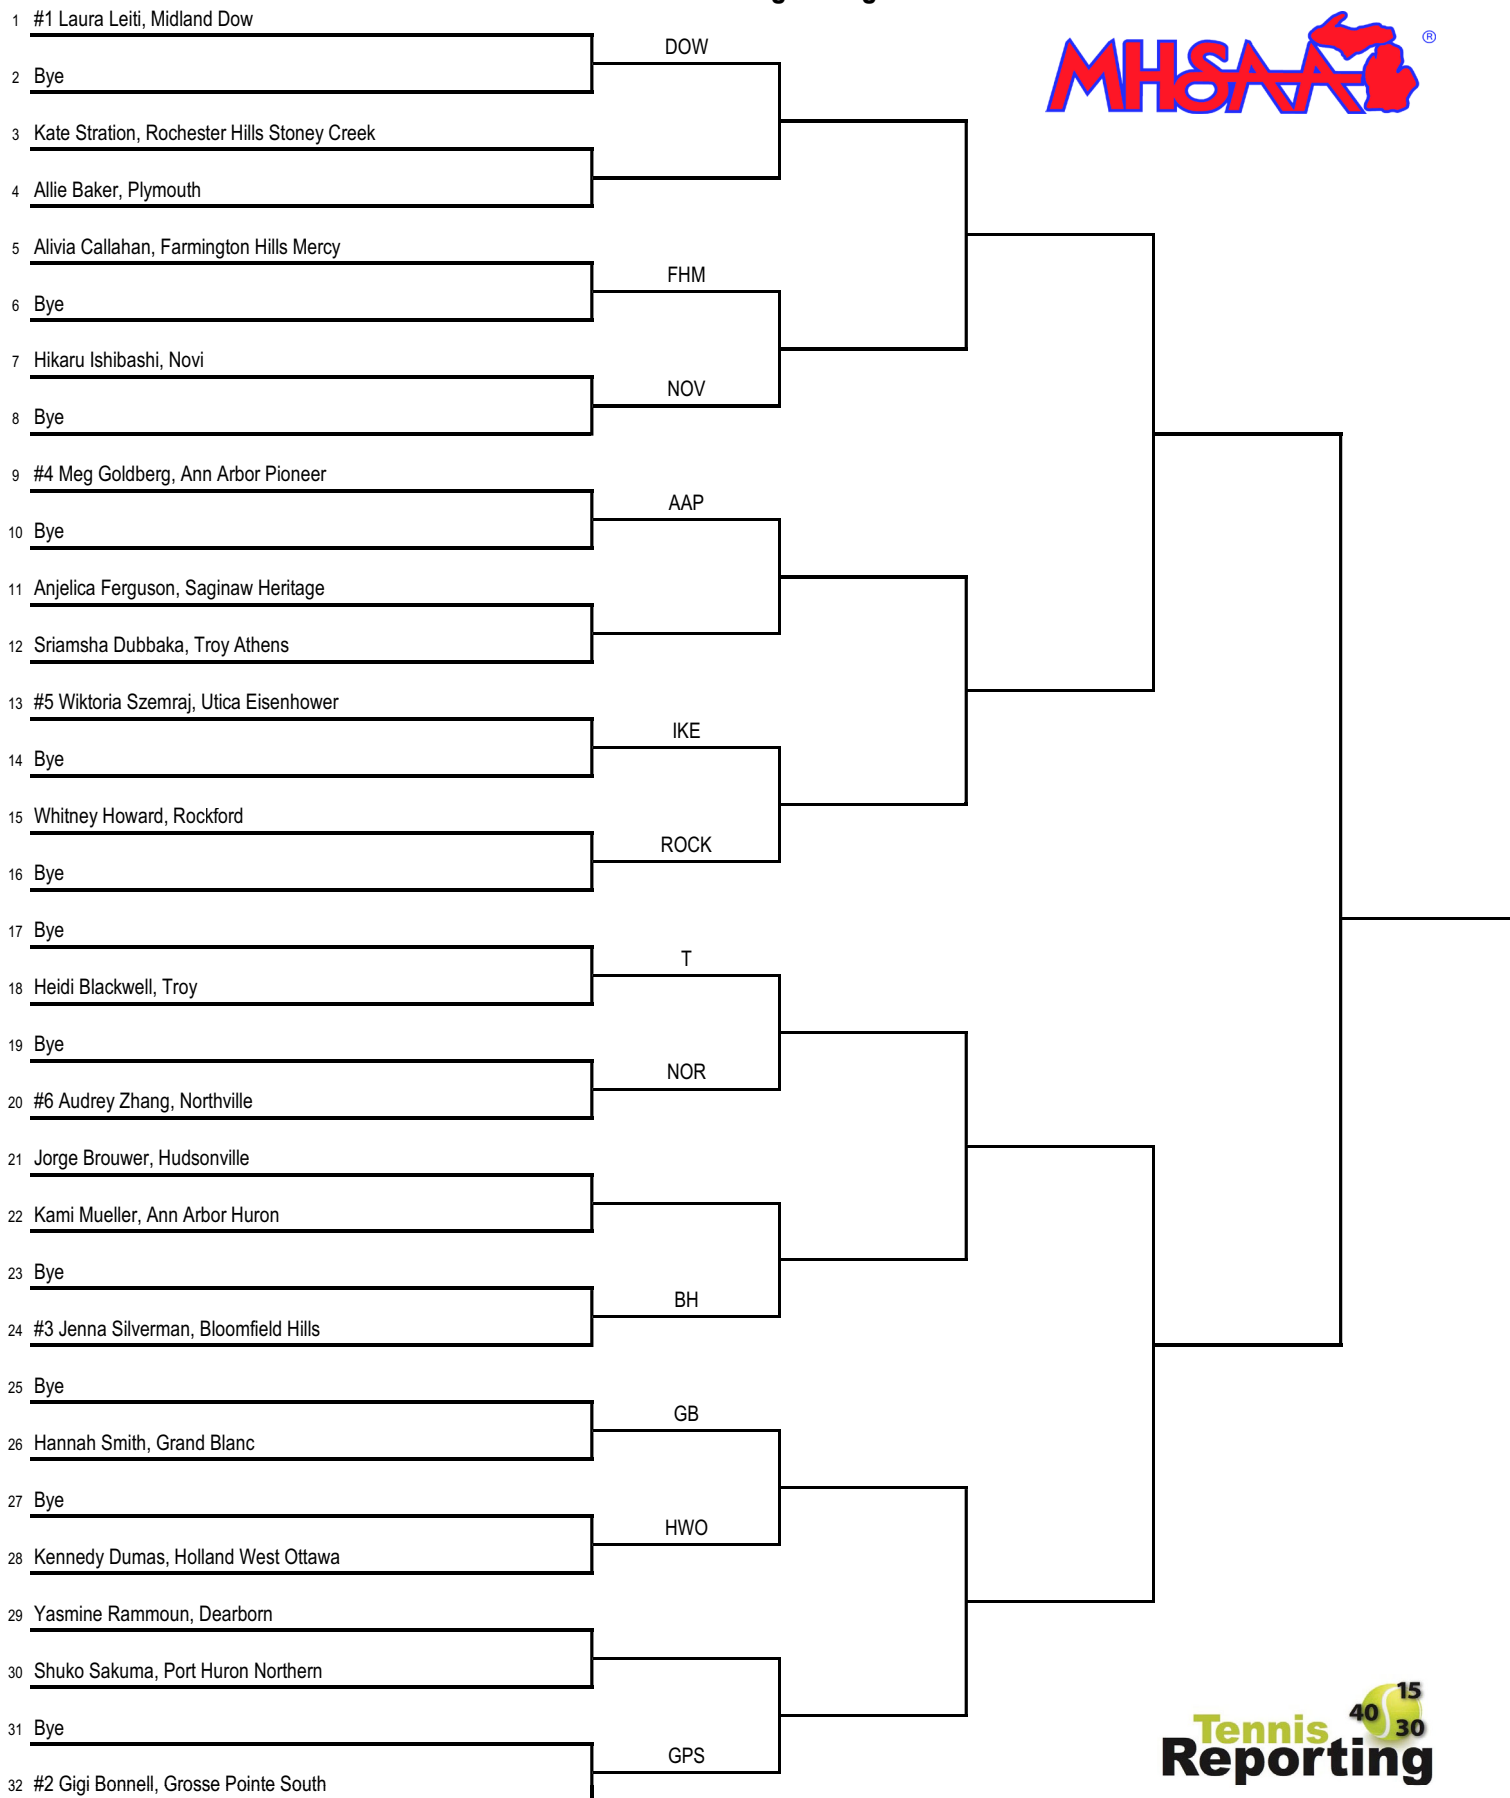 1 #1 Laura Leiti, Midland Dow
DOW
2 Bye
3 Kate Stration, Rochester Hills Stoney Creek
4 Allie Baker, Plymouth
5 Alivia Callahan, Farmington Hills Mercy
FHM
6 Bye
7 Hikaru Ishibashi, Novi
NOV
8 Bye
9 #4 Meg Goldberg, Ann Arbor Pioneer
AAP
10 Bye
11 Anjelica Ferguson, Saginaw Heritage
12 Sriamsha Dubbaka, Troy Athens
13 #5 Wiktoria Szemraj, Utica Eisenhower
IKE
14 Bye
15 Whitney Howard, Rockford
ROCK
16 Bye
17 Bye
T
18 Heidi Blackwell, Troy
19 Bye
NOR
20 #6 Audrey Zhang, Northville
21 Jorge Brouwer, Hudsonville
22 Kami Mueller, Ann Arbor Huron
23 Bye
BH
24 #3 Jenna Silverman, Bloomfield Hills
25 Bye
GB
26 Hannah Smith, Grand Blanc
27 Bye
HWO
28 Kennedy Dumas, Holland West Ottawa
29 Yasmine Rammoun, Dearborn
30 Shuko Sakuma, Port Huron Northern
31 Bye
GPS
32 #2 Gigi Bonnell, Grosse Pointe South
MHSAA ®
15
40
30
Tennis
Reporting